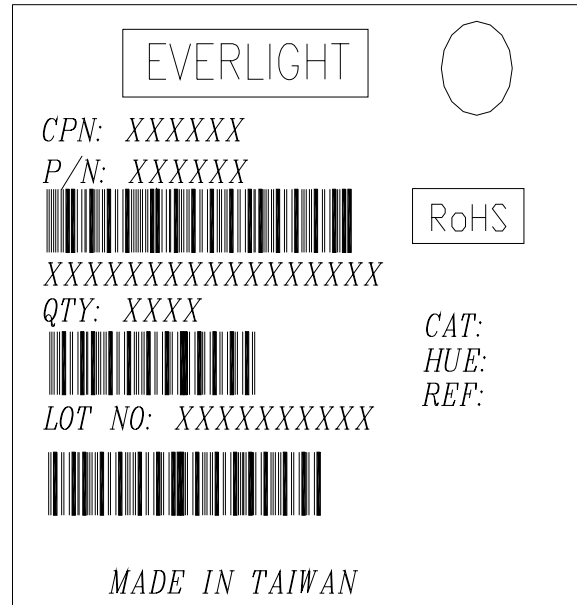 EVERLIGHT
CPN: XXXXXX
P/N: XXXXXX
RoHS
XXXXXXXXXXXXXXXXX
QTY: XXXX
CAT:
HUE:
REF:
LOT NO: XXXXXXXXXX
MADE IN TAIWAN